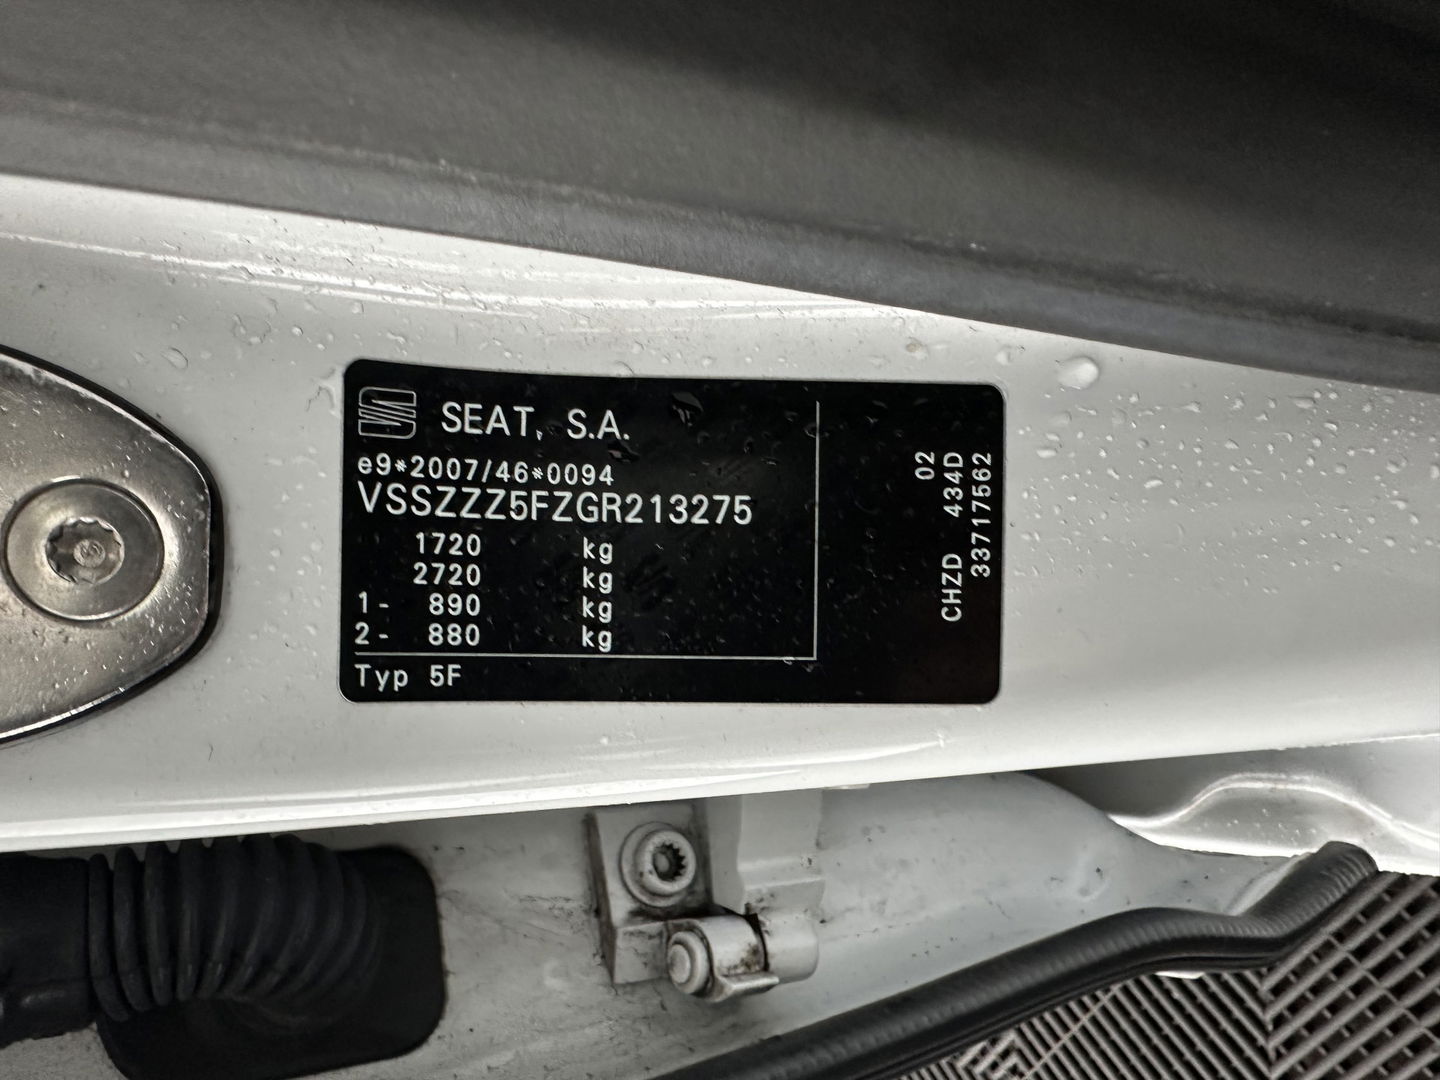 SEAT, S.A.
e9*2007/46*0094
VSSZZZ5FZGR213275
1720 kg
2720 kg
1- 890 kg
2- 880 kg
Typ 5F
02
CHZD 434D
33717562